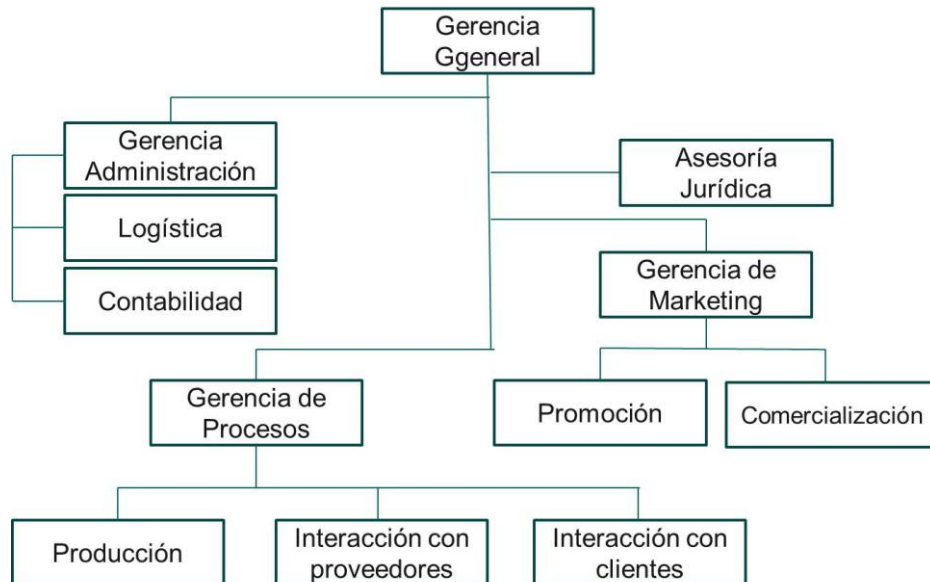 Gerencia
Ggeneral
Gerencia
Administración
Asesoría
Jurídica
Logística
Gerencia de
Marketing
Contabilidad
Gerencia de
Procesos
Promoción
Comercialización
Producción
Interacción con
proveedores
Interacción con
clientes